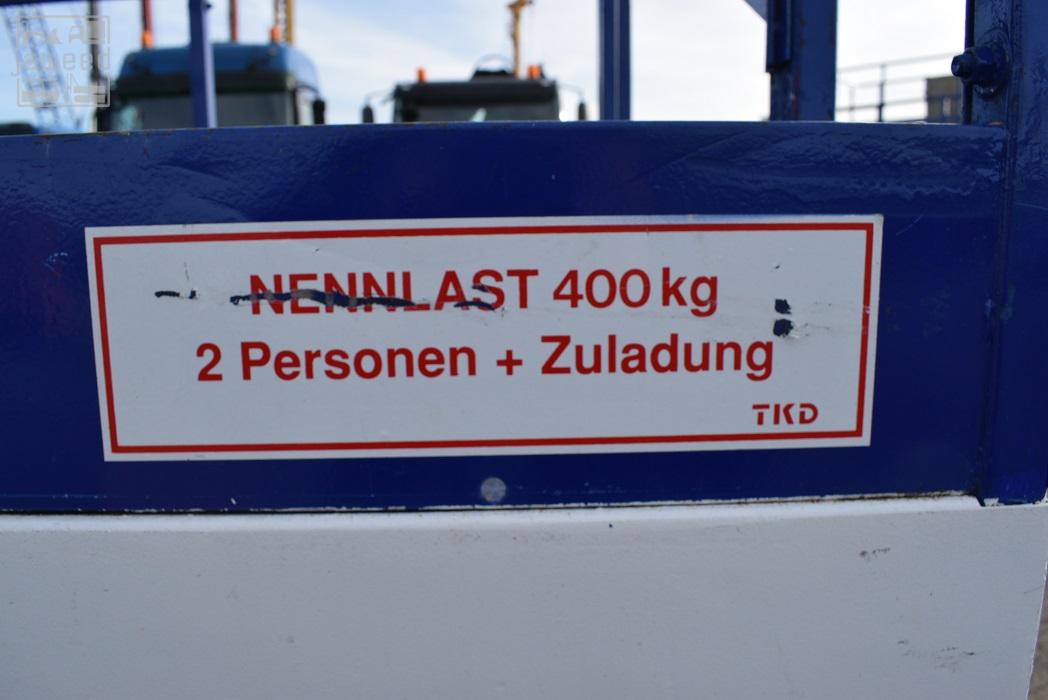 NENNLAST 400 kg
2 Personen + Zuladung
TKD